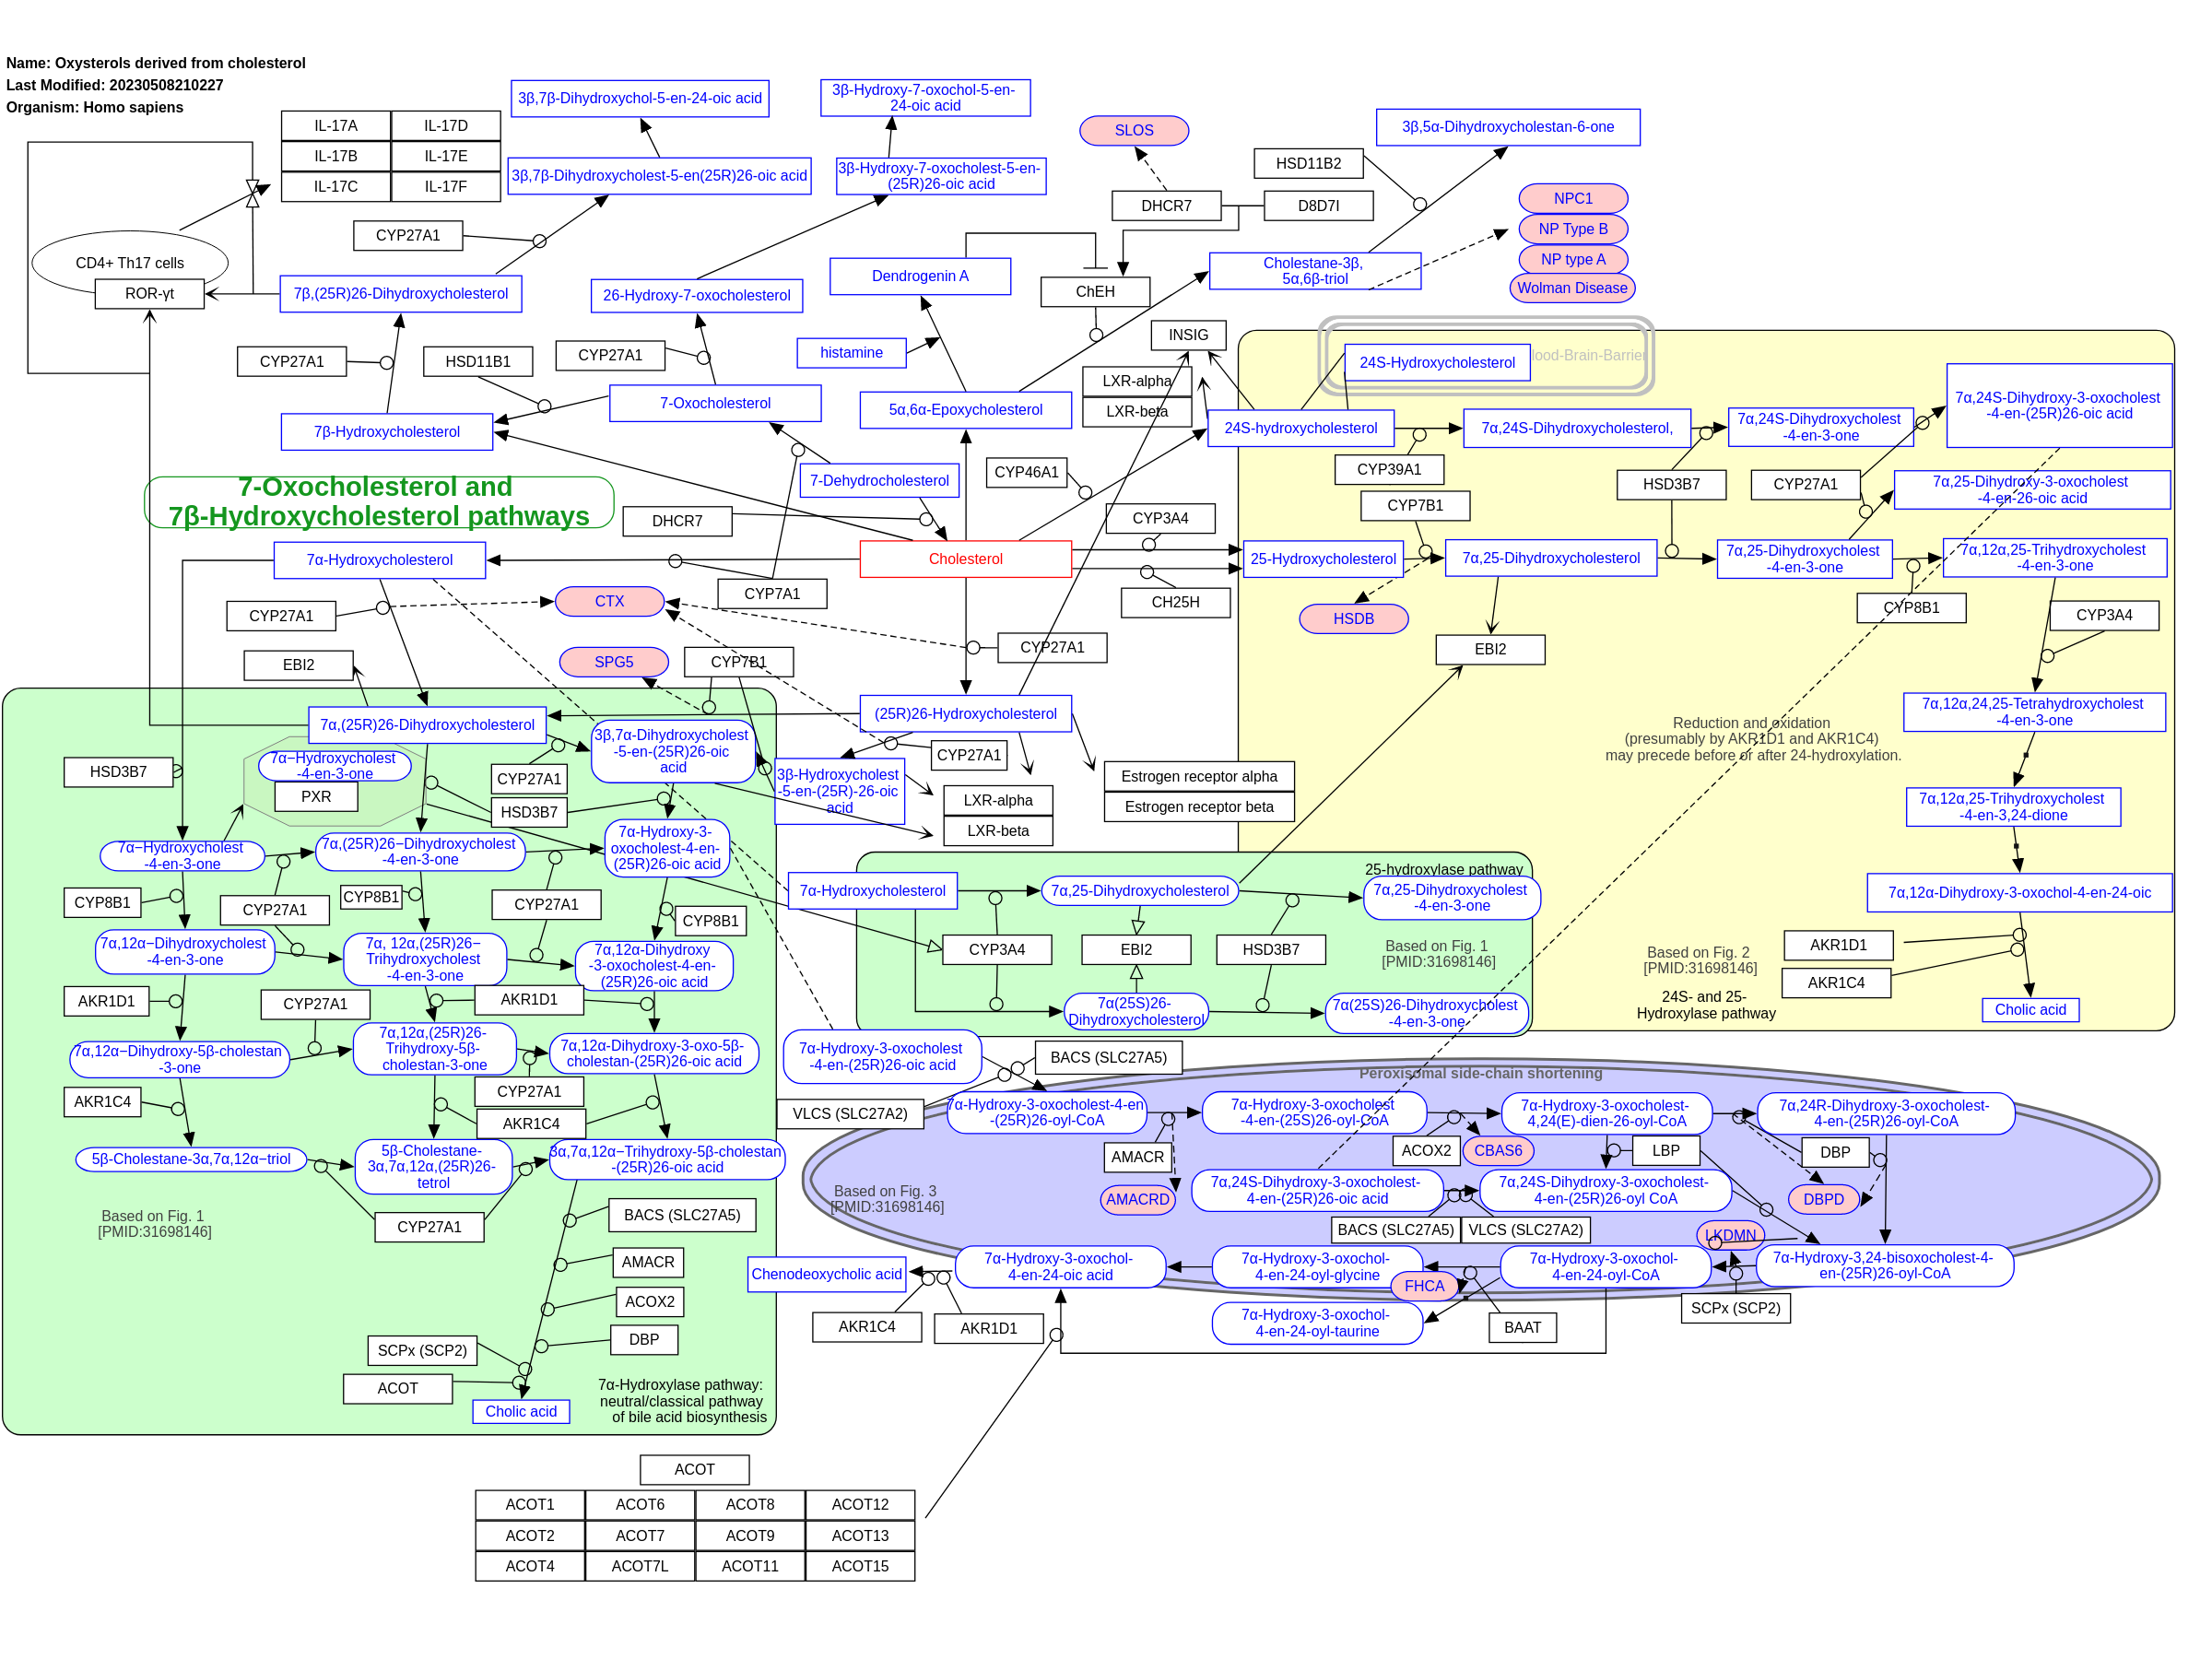 Name: Oxysterols derived from cholesterol
Last Modified: 20230508210227
Organism: Homo sapiens
3β,7β-Dihydroxychol-5-en-24-oic acid
3β-Hydroxy-7-oxochol-5-en-
24-oic acid
SLOS
3β,5α-Dihydroxycholestan-6-one
IL-17A
IL-17D
IL-17B
IL-17E
IL-17C
IL-17F
3β,7β-Dihydroxycholest-5-en(25R)26-oic acid
3β-Hydroxy-7-oxocholest-5-en-
(25R)26-oic acid
HSD11B2
DHCR7
D8D7I
NPC1
NP Type B
NP type A
Wolman Disease
CYP27A1
CD4+ Th17 cells
ROR-γt
7β,(25R)26-Dihydroxycholesterol
26-Hydroxy-7-oxocholesterol
Dendrogenin A
ChEH
Cholestane-3β,
5α,6β-triol
INSIG
CYP27A1
HSD11B1
CYP27A1
histamine
24S-Hydroxycholesterol
lood-Brain-Barrier
LXR-alpha
LXR-beta
7-Oxocholesterol
5α,6α-Epoxycholesterol
7β-Hydroxycholesterol
24S-hydroxycholesterol
7α,24S-Dihydroxycholesterol,
7α,24S-Dihydroxycholest
-4-en-3-one
7α,24S-Dihydroxy-3-oxocholest
-4-en-(25R)26-oic acid
7-Oxocholesterol and
7β-Hydroxycholesterol pathways
7-Dehydrocholesterol
CYP46A1
CYP39A1
HSD3B7
CYP27A1
7α,25-Dihydroxy-3-oxocholest
-4-en-26-oic acid
DHCR7
CYP3A4
CYP7B1
7α-Hydroxycholesterol
Cholesterol
25-Hydroxycholesterol
7α,25-Dihydroxycholesterol
7α,25-Dihydroxycholest
-4-en-3-one
7α,12α,25-Trihydroxycholest
-4-en-3-one
CYP7A1
CH25H
CYP27A1
CTX
HSDB
CYP8B1
CYP3A4
EBI2
SPG5
CYP7B1
CYP27A1
EBI2
7α,(25R)26-Dihydroxycholesterol
(25R)26-Hydroxycholesterol
3β,7α-Dihydroxycholest
-5-en-(25R)26-oic
acid
7α,12α,24,25-Tetrahydroxycholest
-4-en-3-one
Reduction and oxidation
(presumably by AKR1D1 and AKR1C4)
may precede before or after 24-hydroxylation.
HSD3B7
7α−Hydroxycholest
-4-en-3-one
PXR
CYP27A1
HSD3B7
CYP27A1
3β-Hydroxycholest
-5-en-(25R)-26-oic
acid
LXR-alpha
LXR-beta
Estrogen receptor alpha
Estrogen receptor beta
7α,12α,25-Trihydroxycholest
-4-en-3,24-dione
7α−Hydroxycholest
-4-en-3-one
7α,(25R)26−Dihydroxycholest
-4-en-3-one
7α-Hydroxy-3-
oxocholest-4-en-
(25R)26-oic acid
25-hydroxylase pathway
7α-Hydroxycholesterol
7α,25-Dihydroxycholesterol
7α,25-Dihydroxycholest
-4-en-3-one
7α,12α-Dihydroxy-3-oxochol-4-en-24-oic
CYP8B1
CYP27A1
CYP8B1
CYP27A1
CYP8B1
7α,12α−Dihydroxycholest
-4-en-3-one
7α, 12α,(25R)26−
Trihydroxycholest
-4-en-3-one
7α,12α-Dihydroxy
-3-oxocholest-4-en-
(25R)26-oic acid
CYP3A4
EBI2
HSD3B7
Based on Fig. 1
[PMID:31698146]
Based on Fig. 2
[PMID:31698146]
AKR1D1
AKR1C4
24S- and 25-
Hydroxylase pathway
Cholic acid
AKR1D1
CYP27A1
AKR1D1
7α(25S)26-
Dihydroxycholesterol
7α(25S)26-Dihydroxycholest
-4-en-3-one
7α,12α−Dihydroxy-5β-cholestan
-3-one
7α,12α,(25R)26-
Trihydroxy-5β-
cholestan-3-one
7α,12α-Dihydroxy-3-oxo-5β-
cholestan-(25R)26-oic acid
7α-Hydroxy-3-oxocholest
-4-en-(25R)26-oic acid
BACS (SLC27A5)
Peroxisomal side-chain shortening
AKR1C4
CYP27A1
AKR1C4
VLCS (SLC27A2)
7α-Hydroxy-3-oxocholest-4-en
-(25R)26-oyl-CoA
7α-Hydroxy-3-oxocholest
-4-en-(25S)26-oyl-CoA
7α-Hydroxy-3-oxocholest-
4,24(E)-dien-26-oyl-CoA
7α,24R-Dihydroxy-3-oxocholest-
4-en-(25R)26-oyl-CoA
AMACR
ACOX2
CBAS6
LBP
DBP
5β-Cholestane-3α,7α,12α−triol
5β-Cholestane-
3α,7α,12α,(25R)26-
tetrol
3α,7α,12α−Trihydroxy-5β-cholestan
-(25R)26-oic acid
Based on Fig. 3
[PMID:31698146]
AMACRD
7α,24S-Dihydroxy-3-oxocholest-
4-en-(25R)26-oic acid
7α,24S-Dihydroxy-3-oxocholest-
4-en-(25R)26-oyl CoA
DBPD
Based on Fig. 1
[PMID:31698146]
CYP27A1
BACS (SLC27A5)
BACS (SLC27A5)
VLCS (SLC27A2)
LKDMN
AMACR
Chenodeoxycholic acid
7α-Hydroxy-3-oxochol-
4-en-24-oic acid
7α-Hydroxy-3-oxochol-
4-en-24-oyl-glycine
7α-Hydroxy-3-oxochol-
4-en-24-oyl-CoA
7α-Hydroxy-3,24-bisoxocholest-4-
en-(25R)26-oyl-CoA
FHCA
ACOX2
AKR1C4
AKR1D1
7α-Hydroxy-3-oxochol-
4-en-24-oyl-taurine
BAAT
SCPx (SCP2)
DBP
SCPx (SCP2)
ACOT
7α-Hydroxylase pathway:
neutral/classical pathway
of bile acid biosynthesis
Cholic acid
ACOT
ACOT1
ACOT6
ACOT8
ACOT12
ACOT2
ACOT7
ACOT9
ACOT13
ACOT4
ACOT7L
ACOT11
ACOT15